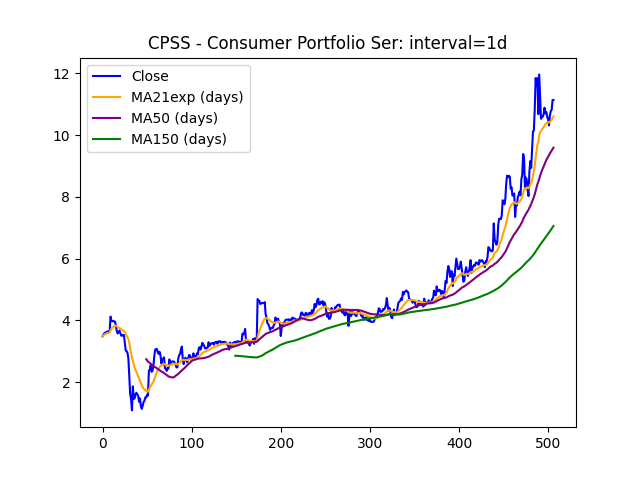 CPSS - Consumer Portfolio Ser: interval=1d
Close
MA21exp (days)
MA50 (days)
MA150 (days)
12
10
8
6
4
2
0 100 200 300 400 500